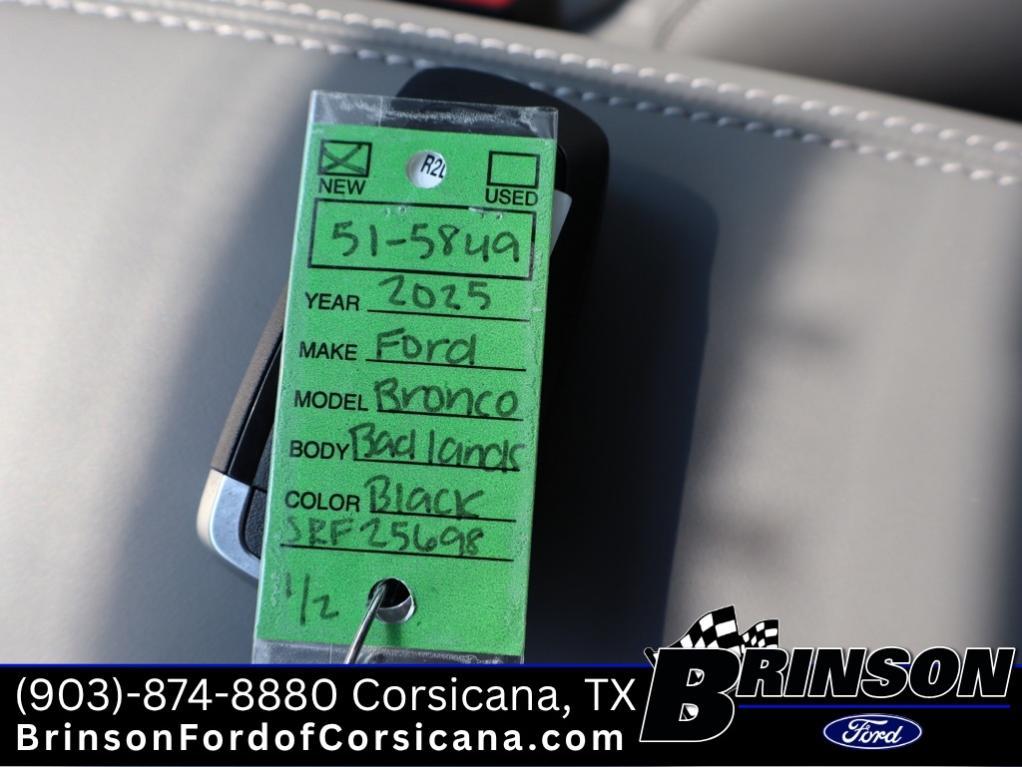 R2L
NEW
USED
51-5849
YEAR 2025
MAKE Ford
MODEL Bronco
BODY Badlands
COLOR Black
SRF25698
1/2
(903)-874-8880 Corsicana, TX
BrinsonFordofCorsicana.com
BRINSON
Ford